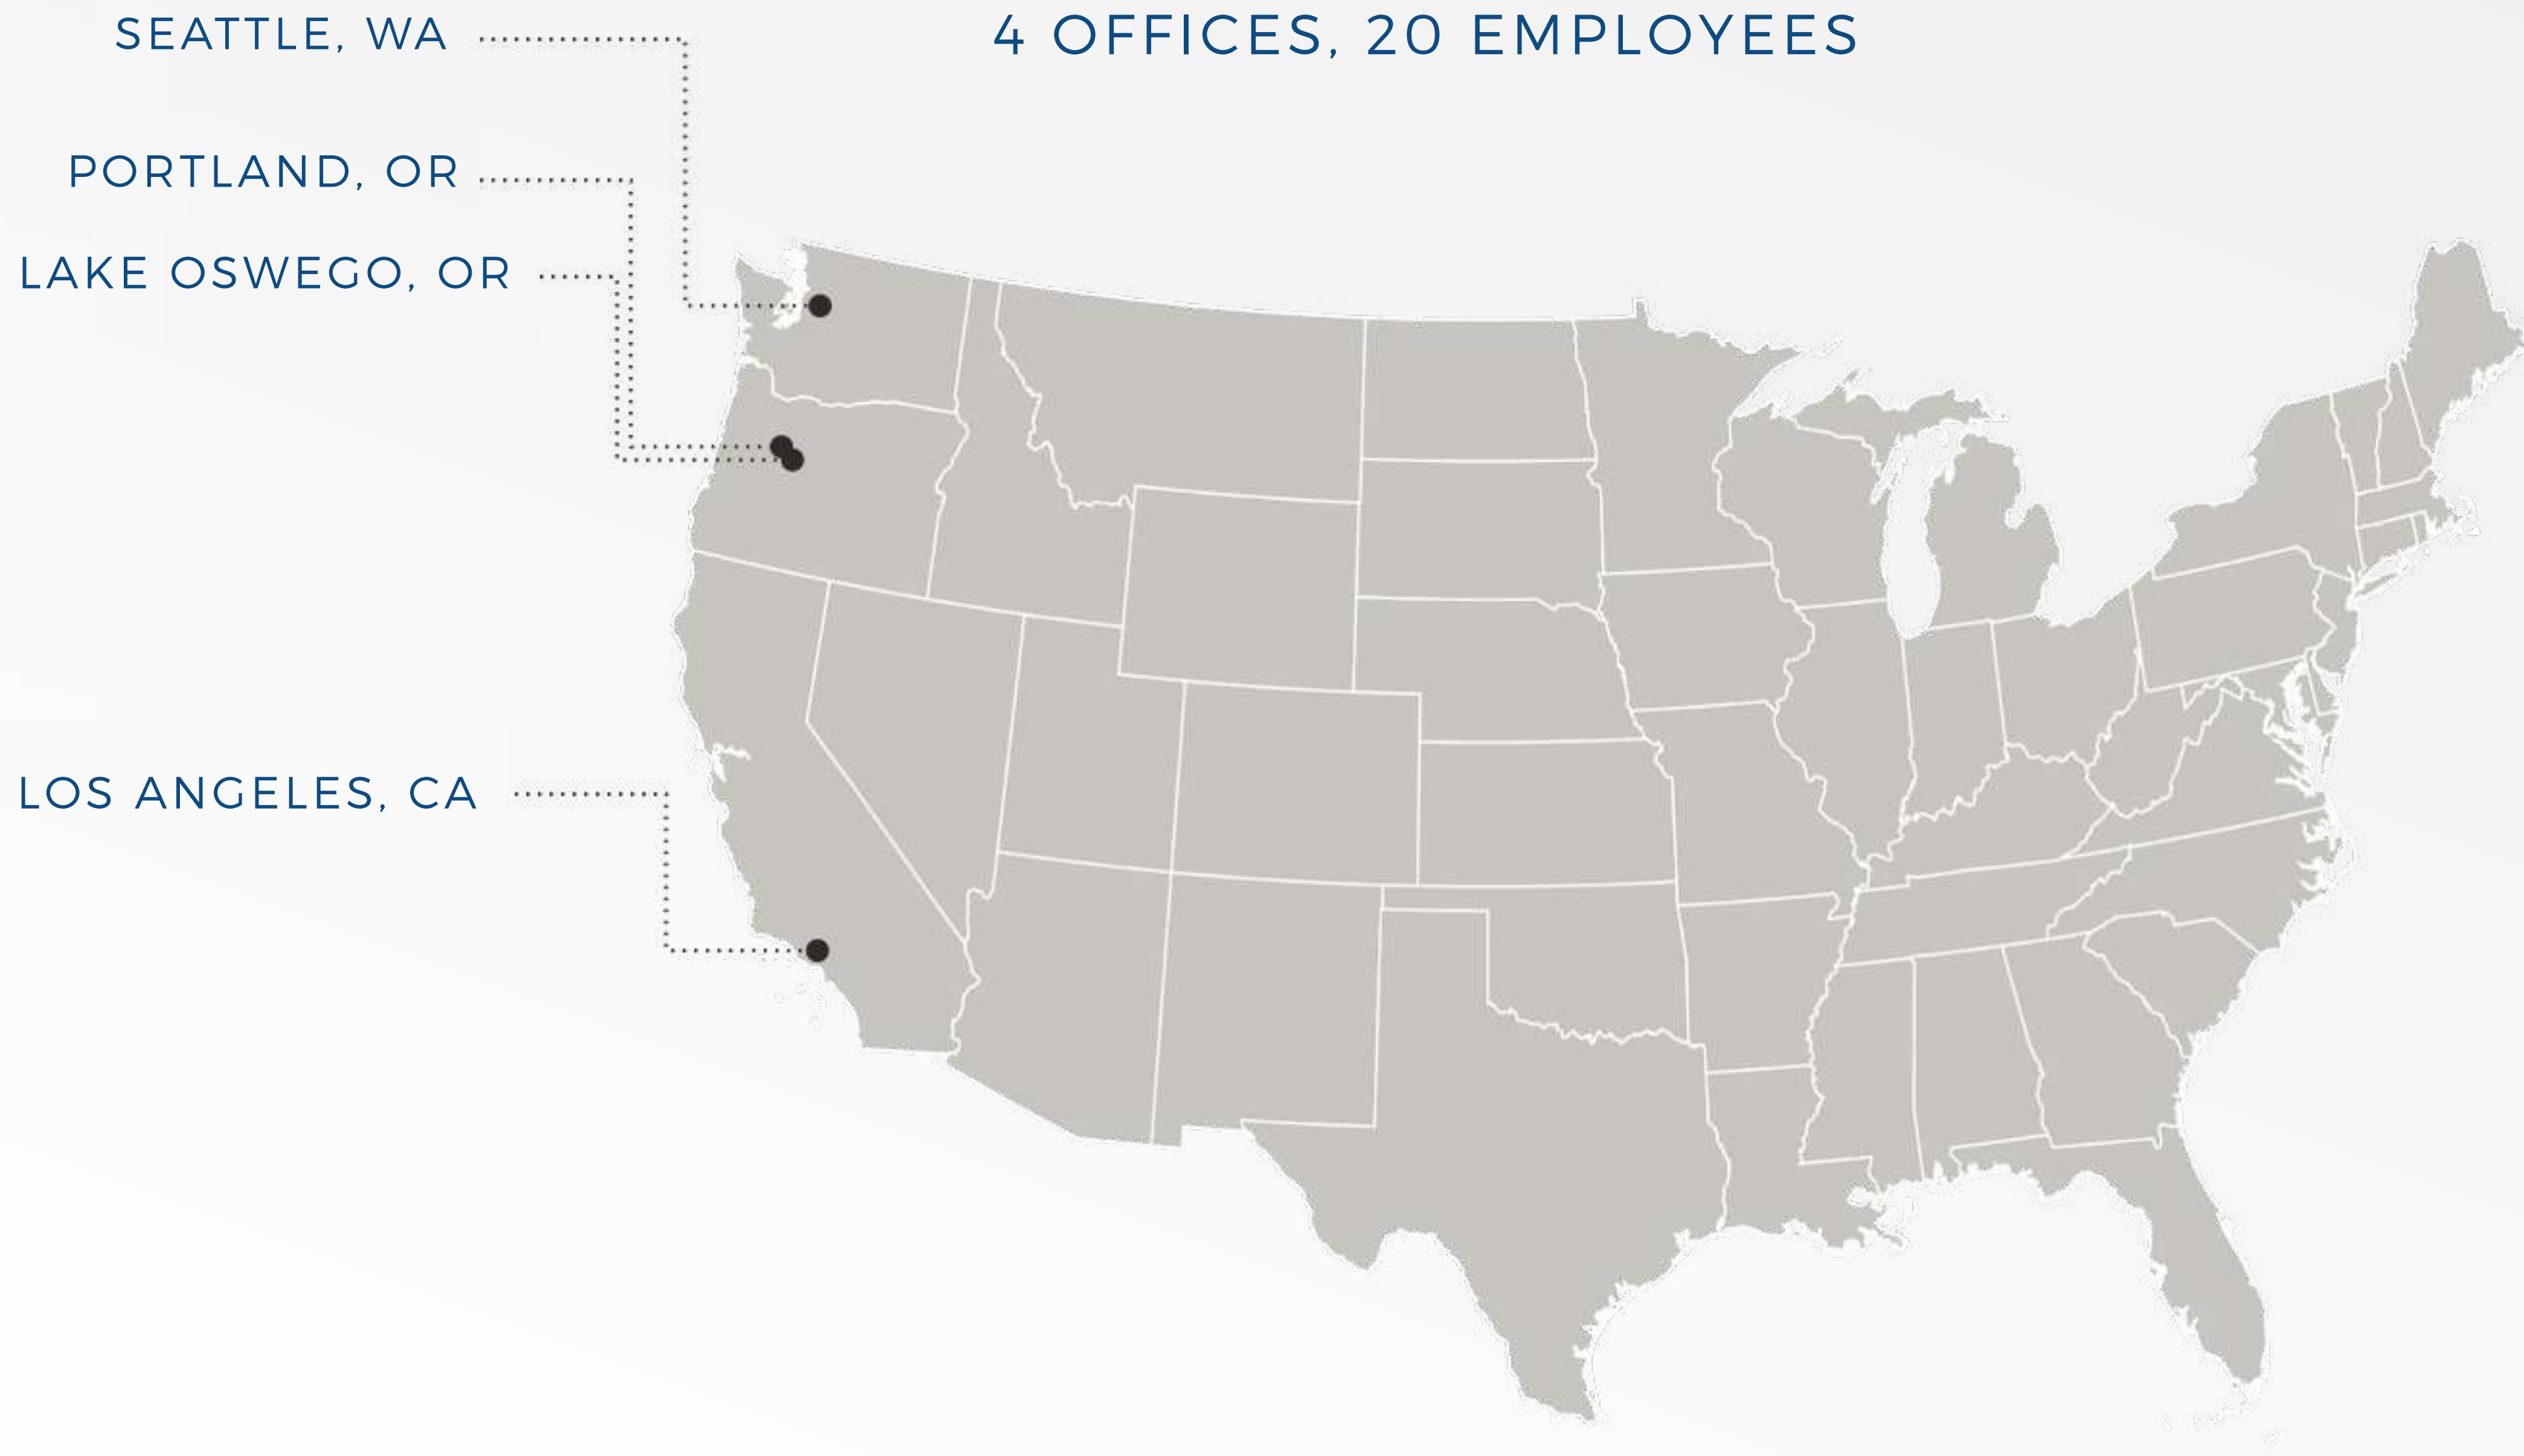 4 OFFICES, 20 EMPLOYEES
SEATTLE, WA
PORTLAND, OR
LAKE OSWEGO, OR
LOS ANGELES, CA